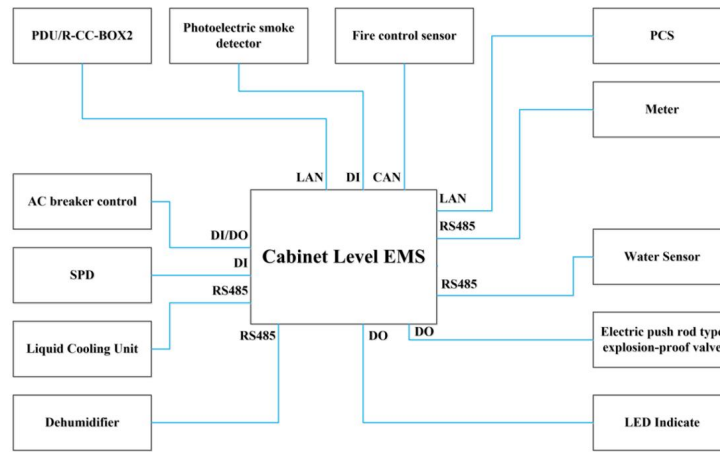 PDU/R-CC-BOX2
Photoelectric smoke
detector
Fire control sensor
PCS
Meter
LAN
DI
CAN
LAN
RS485
AC breaker control
DI/DO
SPD
DI
RS485
Liquid Cooling Unit
RS485
Dehumidifier
Cabinet Level EMS
RS485
Water Sensor
DO
DO
Electric push rod type
explosion-proof valve
LED Indicate